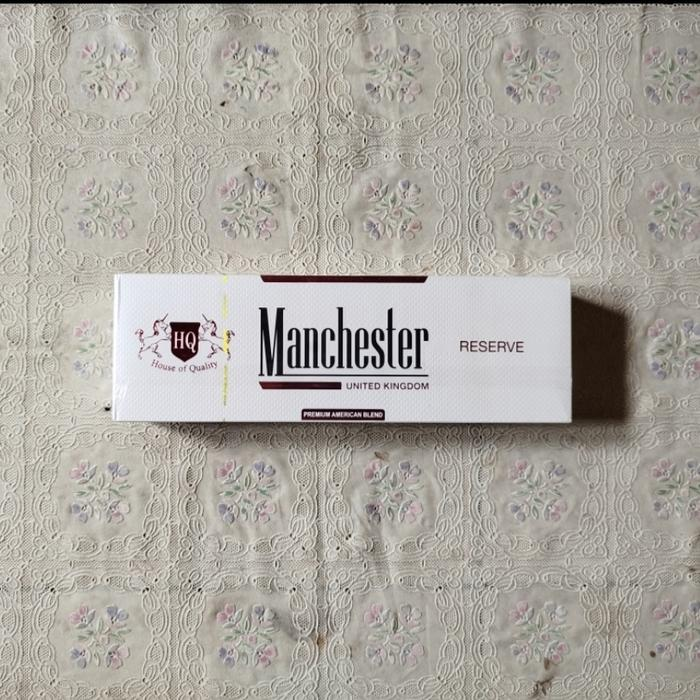 HQ
House of Quality
Manchester
UNITED KINGDOM
PREMIUM AMERICAN BLEND
RESERVE